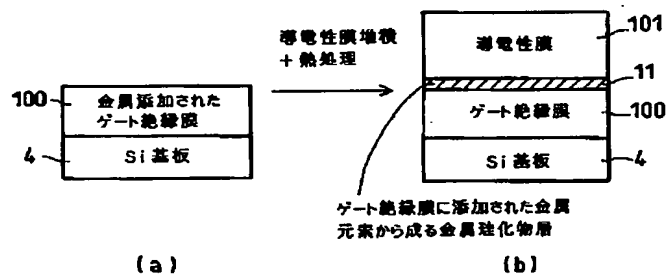 導電性膜堆積
+ 熱処理
100
金属添加された
ゲート絶縁膜
4
Si基板
(a)
導電性膜
101
11
ゲート絶縁膜
100
Si基板
4
ゲート絶縁膜に添加された金属
元素から成る金属珪化物層
(b)